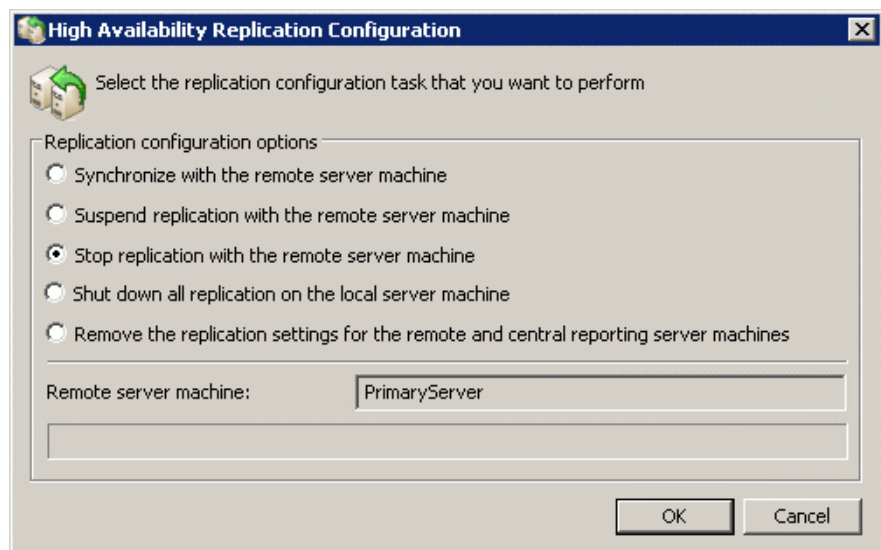 High Availability Replication Configuration
Select the replication configuration task that you want to perform
Replication configuration options
Synchronize with the remote server machine
Suspend replication with the remote server machine
Stop replication with the remote server machine
Shut down all replication on the local server machine
Remove the replication settings for the remote and central reporting server machines
Remote server machine: PrimaryServer
OK Cancel